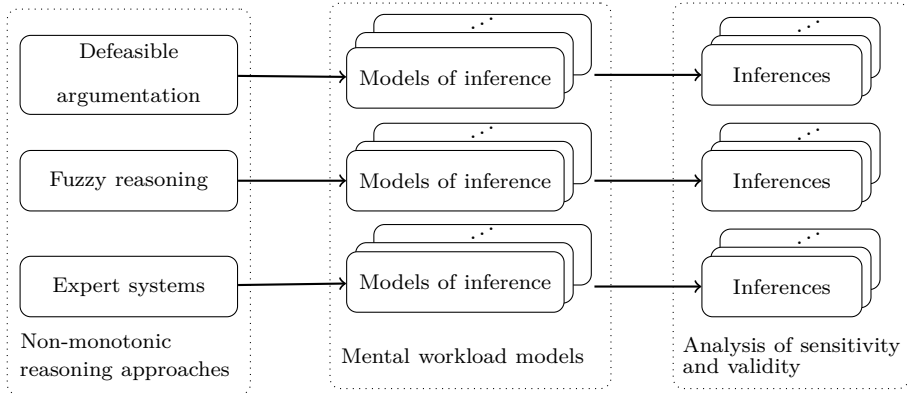 Defeasible
argumentation
Models of inference
Inferences
Fuzzy reasoning
Models of inference
Inferences
Expert systems
Models of inference
Inferences
Non-monotonic
reasoning approaches
Mental workload models
Analysis of sensitivity
and validity